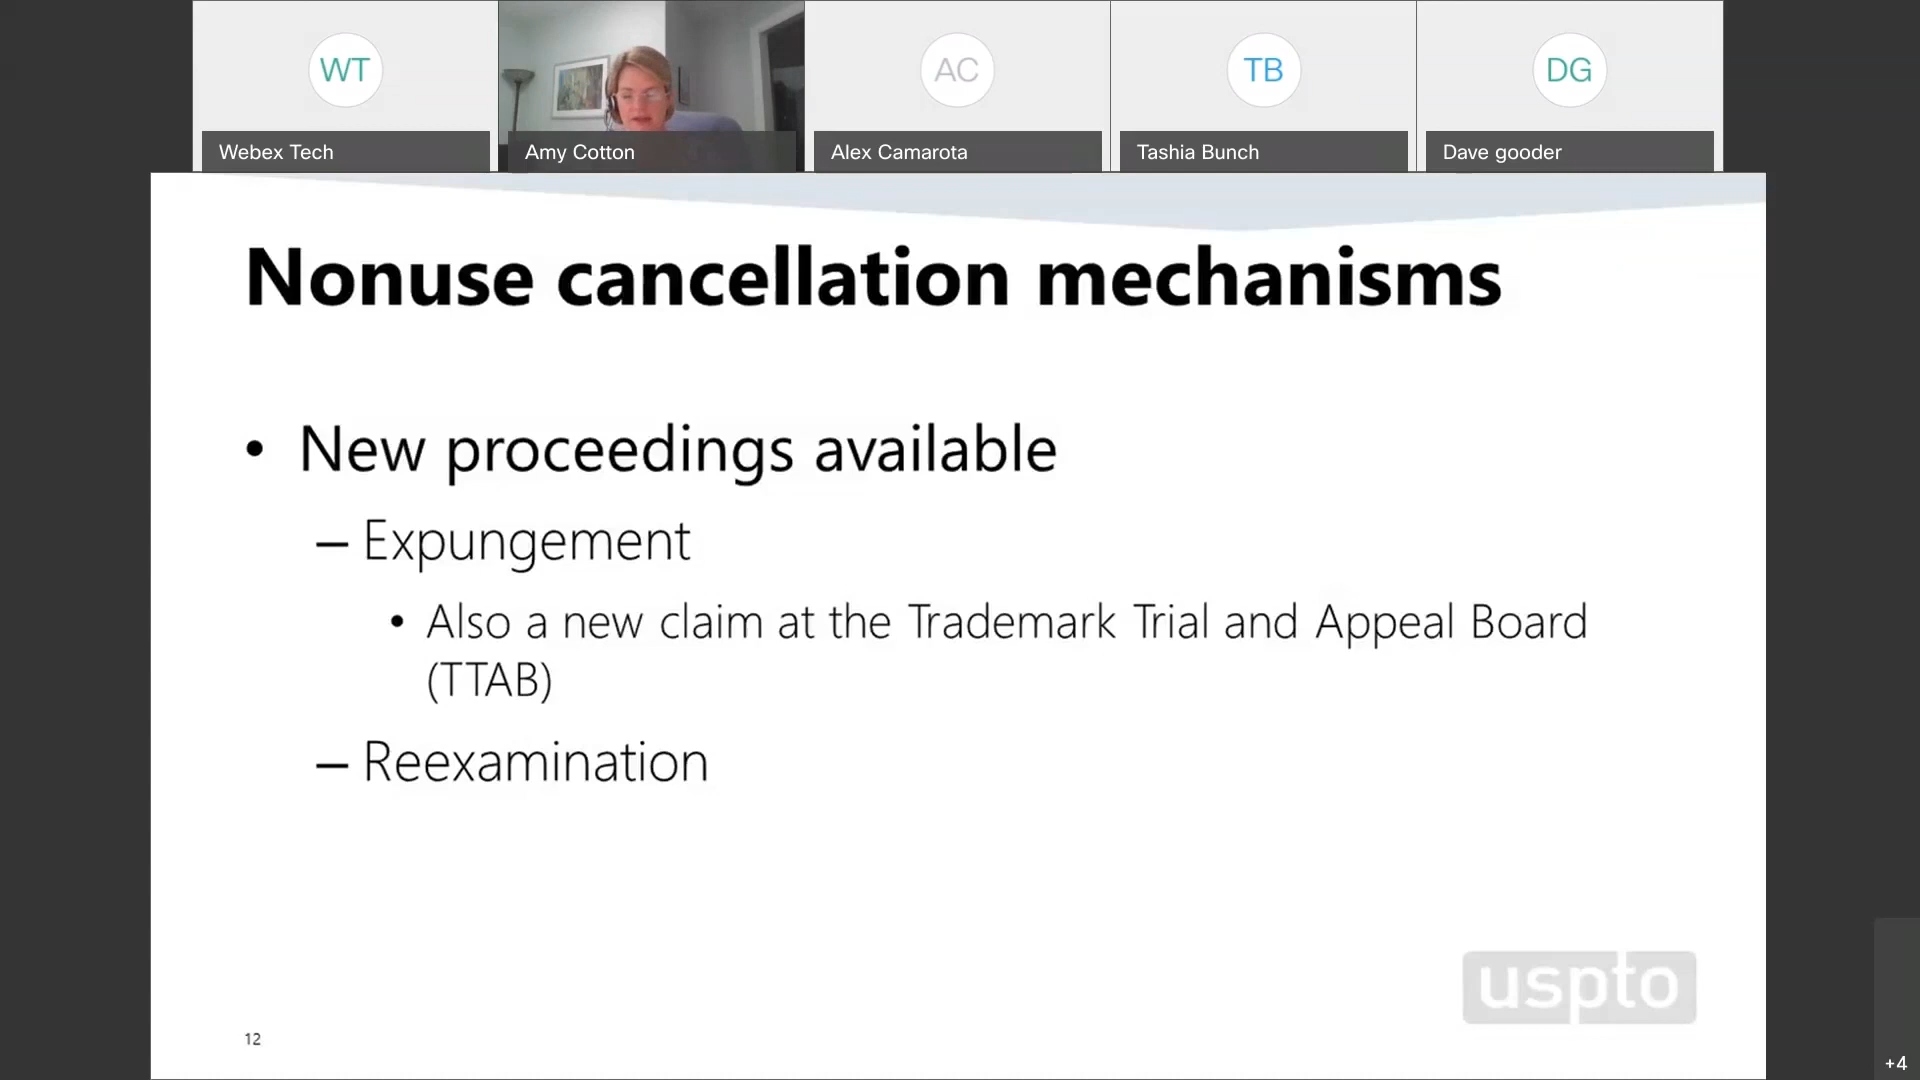 WT
AC
TB
DG
Webex Tech
Amy Cotton
Alex Camarota
Tashia Bunch
Dave gooder
Nonuse cancellation mechanisms
• New proceedings available
– Expungement
• Also a new claim at the Trademark Trial and Appeal Board
(TTAB)
– Reexamination
uspto
12
+4